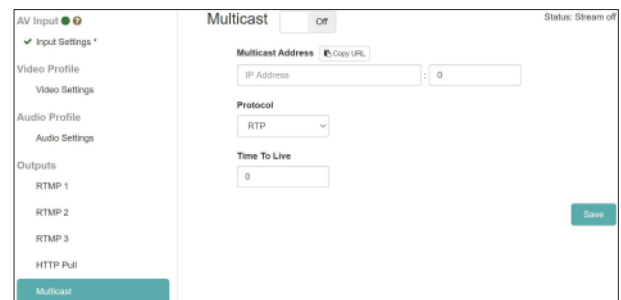 AV Input
Input Settings *
Video Profile
Video Settings
Audio Profile
Audio Settings
Outputs
RTMP 1
RTMP 2
RTMP 3
HTTP Pull
Multicast
Multicast Off
Status: Stream off
Multicast Address Copy URL
IP Address : 0
Protocol
RTP
Time To Live
0
Save